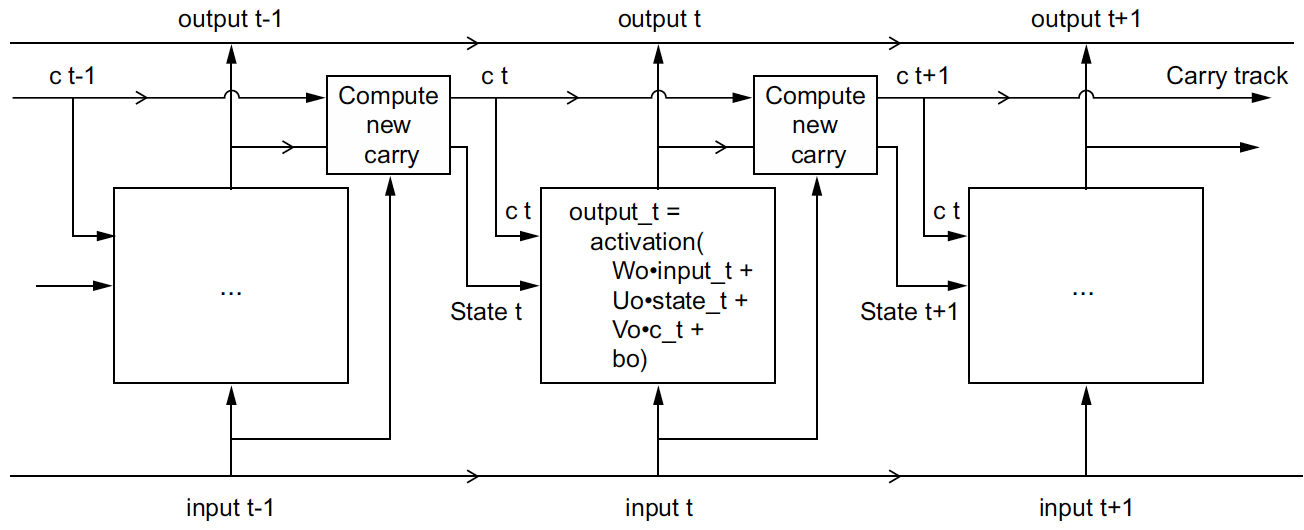 output t-1
output t
output t+1
c t-1
c t
c t+1
Carry track
Compute
new
carry
Compute
new
carry
c t
output_t =
activation(
Wo•input_t +
Uo•state_t +
Vo•c_t +
bo)
c t
...
...
State t
State t+1
input t-1
input t
input t+1